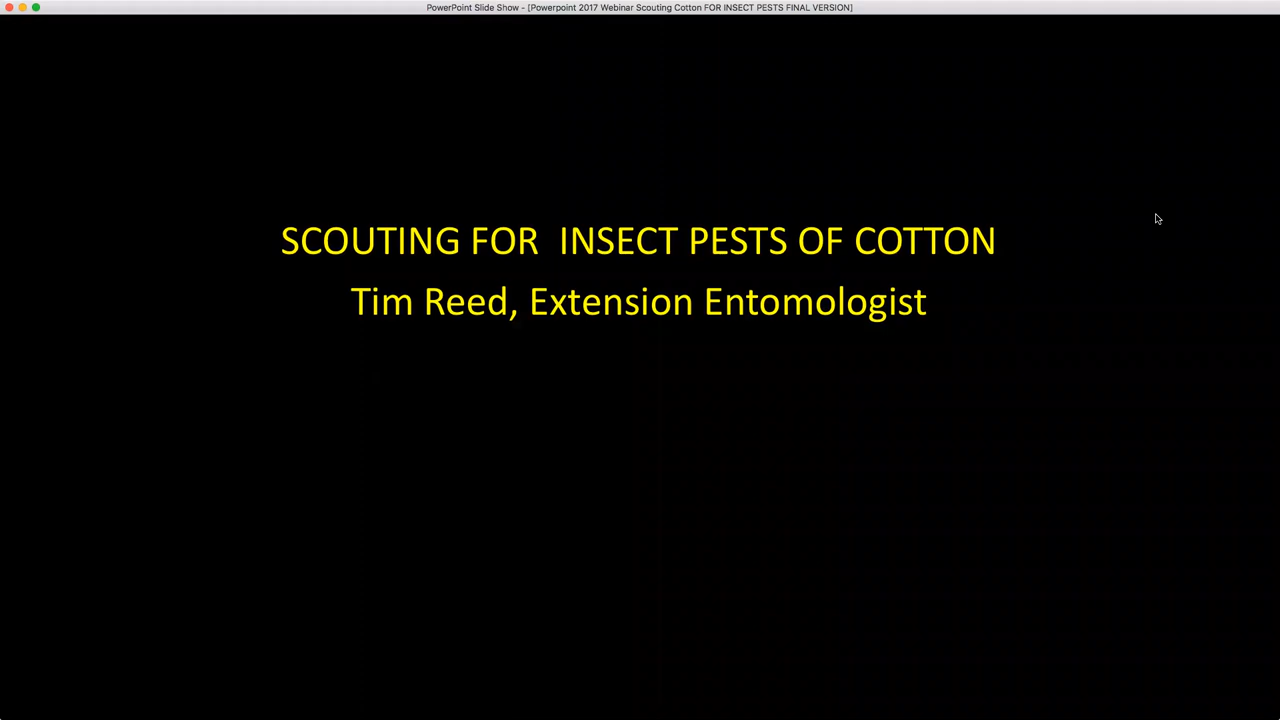 PowerPoint Slide Show - [Powerpoint 2017 Webinar Scouting Cotton FOR INSECT PESTS FINAL VERSION]
SCOUTING FOR  INSECT PESTS OF COTTON
Tim Reed, Extension Entomologist